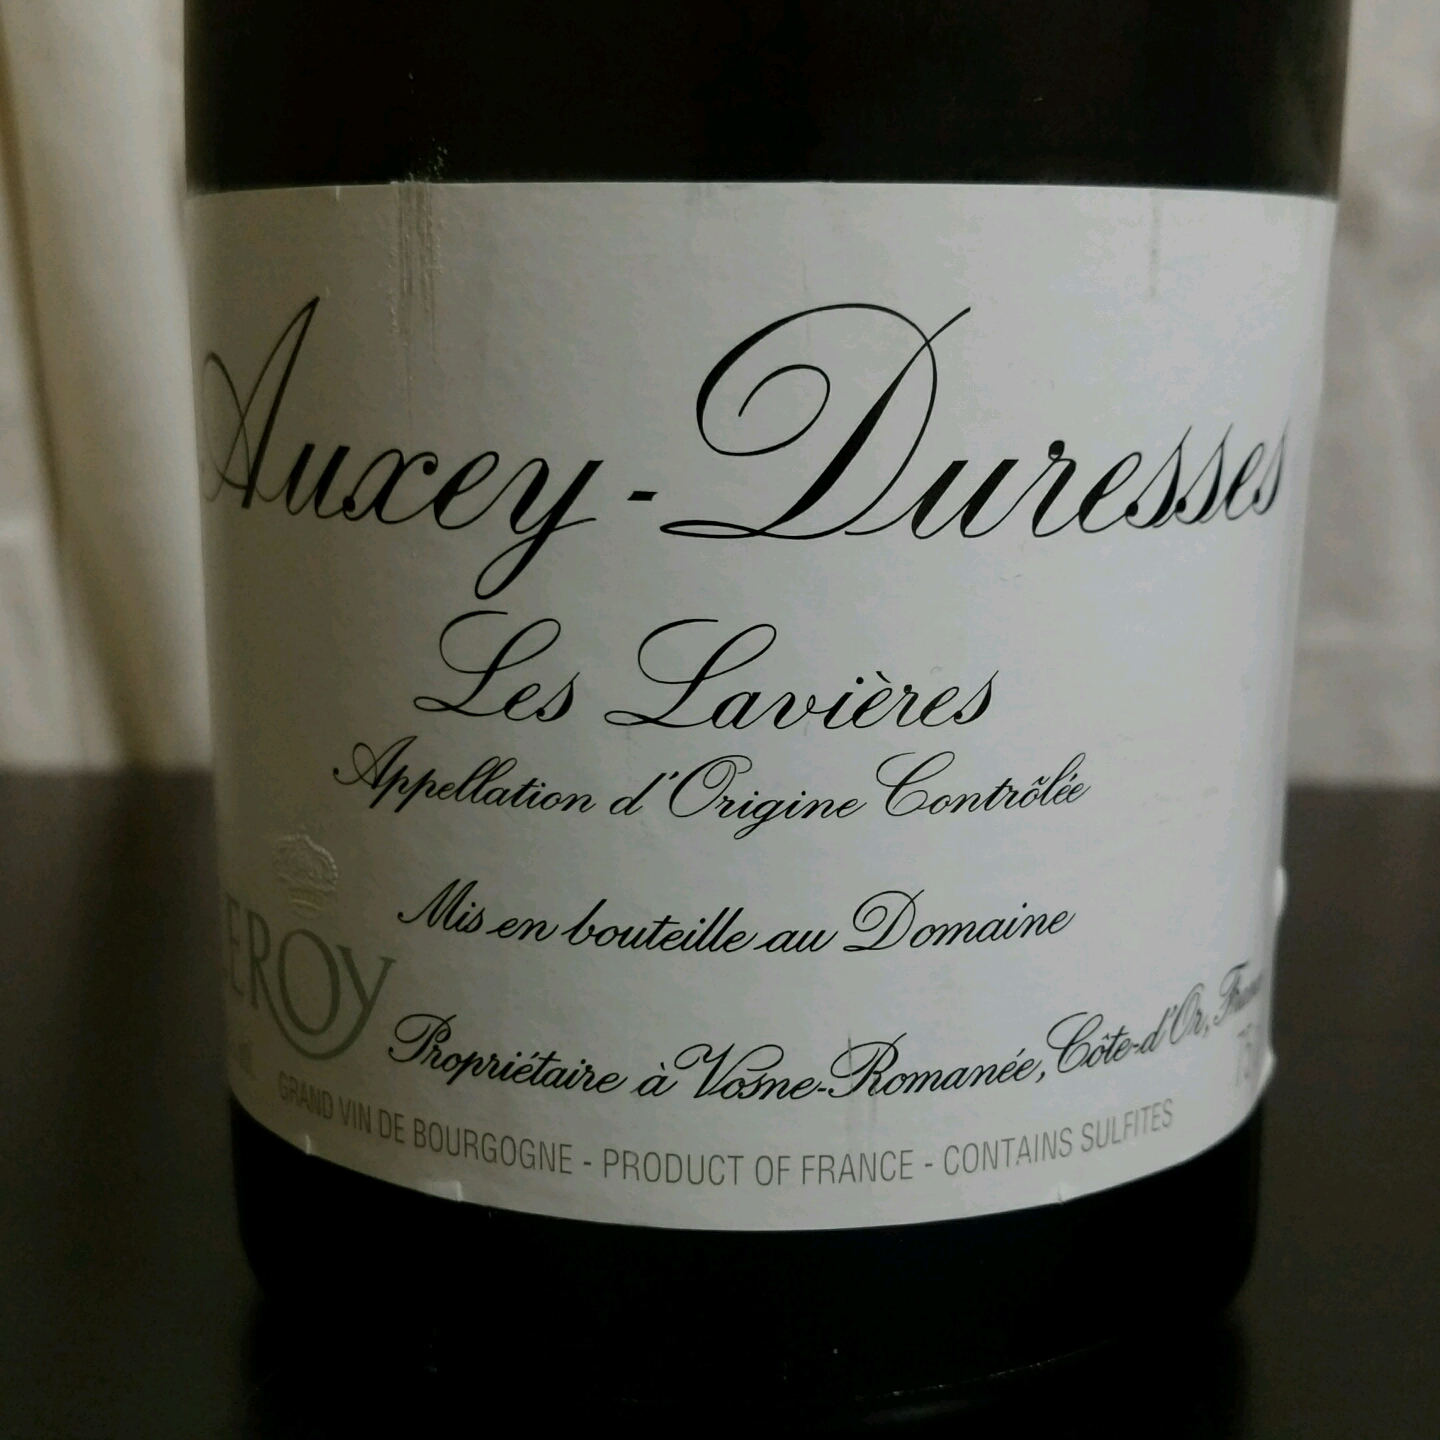 Auxey-Duresses
Les Lavières
Appellation d'Origine Contrôlée
Mis en bouteille au Domaine
EROY
Propriétaire à Vosne-Romanée, Côte-d'Or,
GRAND VIN DE BOURGOGNE - PRODUCT OF FRANCE - CONTAINS SULFITES